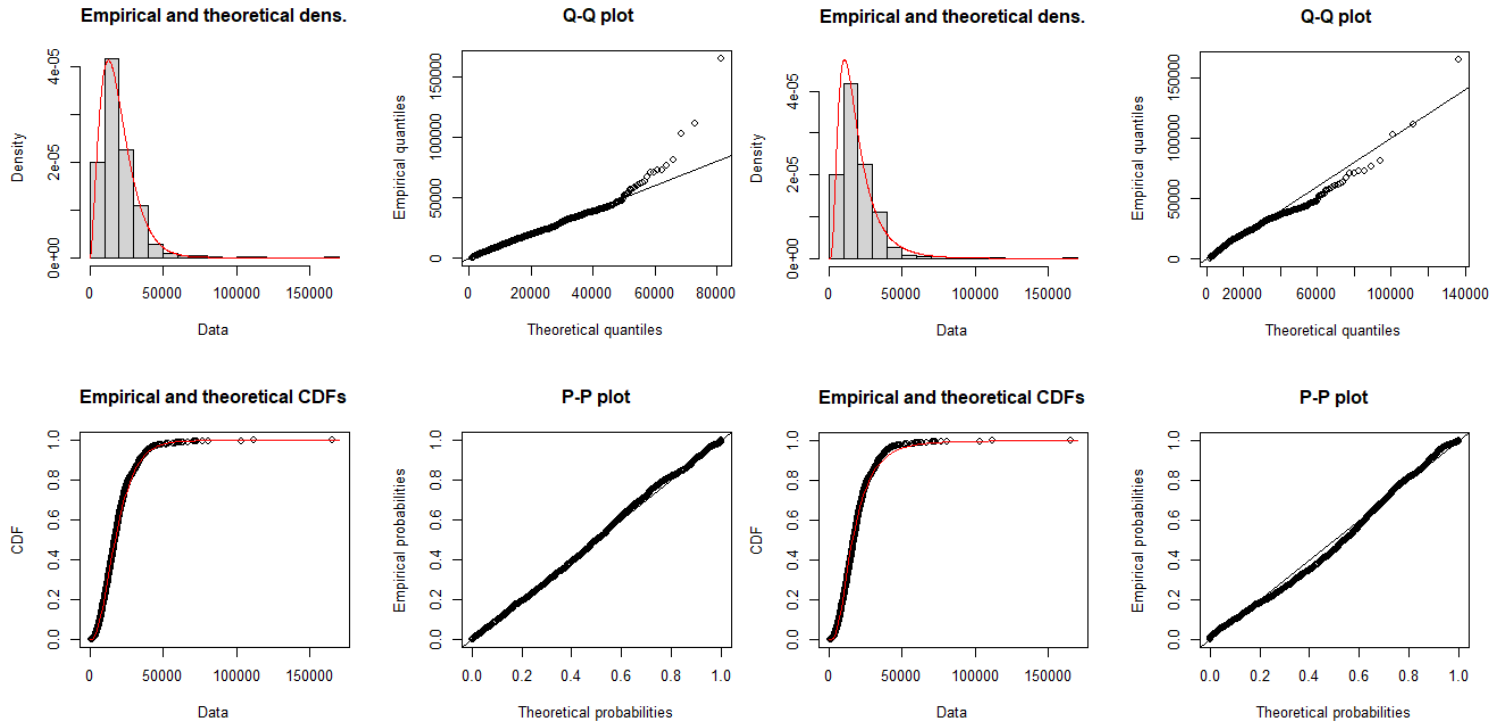 Empirical and theoretical dens.
Density
0e+00 2e-05 4e-05
0 50000 100000 150000
Data
Q-Q plot
Empirical quantiles
0 50000 100000 150000
0 20000 40000 60000 80000
Theoretical quantiles
Empirical and theoretical dens.
Density
0e+00 2e-05 4e-05
0 50000 100000 150000
Data
Q-Q plot
Empirical quantiles
0 50000 100000 150000
0 20000 60000 100000 140000
Theoretical quantiles
Empirical and theoretical CDFs
CDF
0.0 0.2 0.4 0.6 0.8 1.0
0 50000 100000 150000
Data
P-P plot
Empirical probabilities
0.0 0.2 0.4 0.6 0.8 1.0
0.0 0.2 0.4 0.6 0.8 1.0
Theoretical probabilities
Empirical and theoretical CDFs
CDF
0.0 0.2 0.4 0.6 0.8 1.0
0 50000 100000 150000
Data
P-P plot
Empirical probabilities
0.0 0.2 0.4 0.6 0.8 1.0
0.0 0.2 0.4 0.6 0.8 1.0
Theoretical probabilities